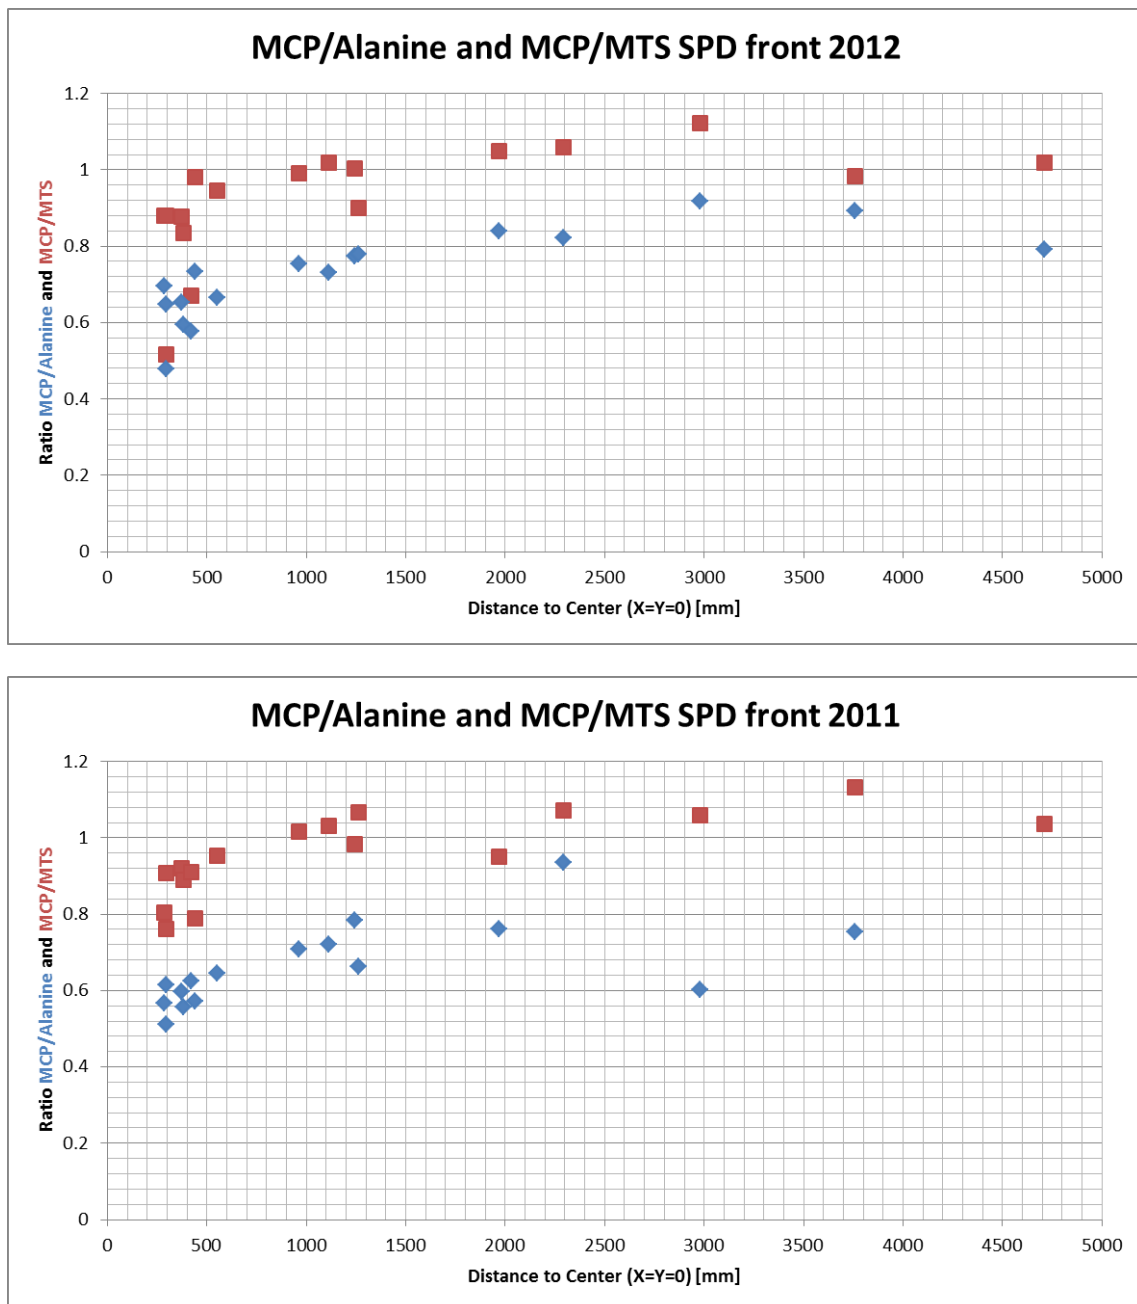 MCP/Alanine and MCP/MTS SPD front 2012
1.2
1
0.8
0.6
0.4
0.2
0
Ratio MCP/Alanine and MCP/MTS
0 500 1000 1500 2000 2500 3000 3500 4000 4500 5000
Distance to Center (X=Y=0) [mm]
MCP/Alanine and MCP/MTS SPD front 2011
1.2
1
0.8
0.6
0.4
0.2
0
Ratio MCP/Alanine and MCP/MTS
0 500 1000 1500 2000 2500 3000 3500 4000 4500 5000
Distance to Center (X=Y=0) [mm]